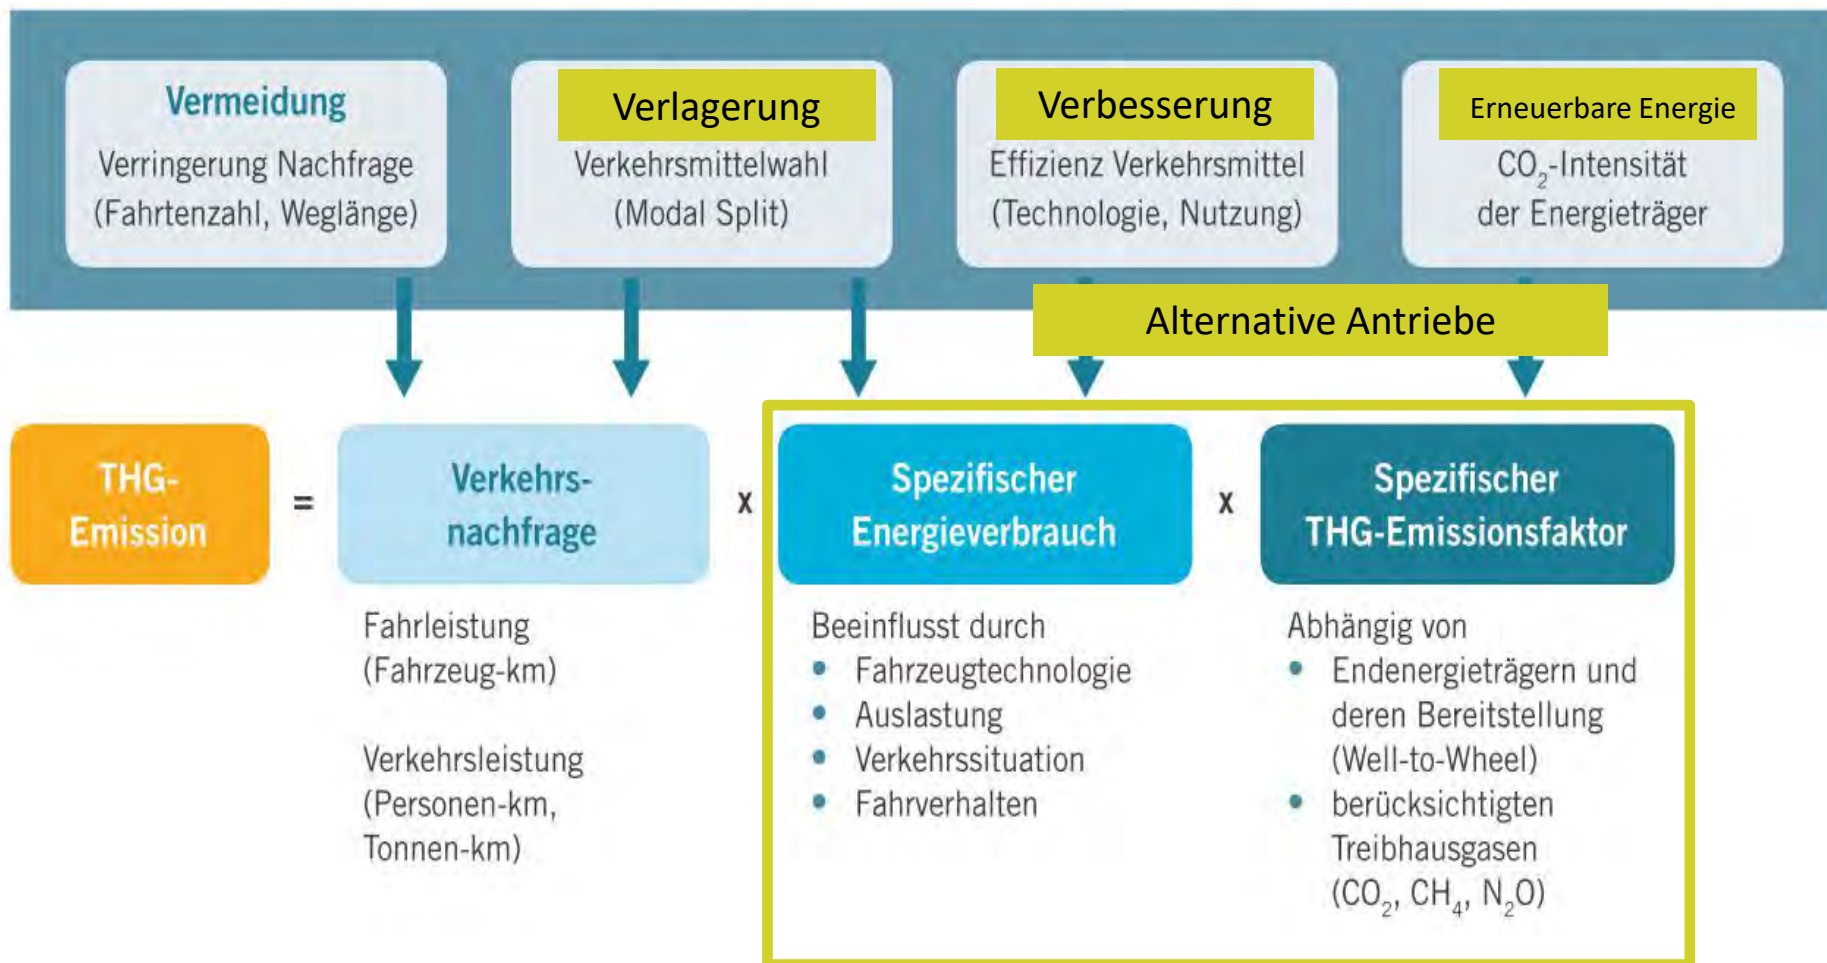 Vermeidung
Verringerung Nachfrage
(Fahrtenzahl, Weglänge)
Verlagerung
Verkehrsmittelwahl
(Modal Split)
Verbesserung
Effizienz Verkehrsmittel
(Technologie, Nutzung)
Erneuerbare Energie
CO₂-Intensität
der Energieträger
Alternative Antriebe
THG-
Emission
=
Verkehrs-
nachfrage
x
Spezifischer
Energieverbrauch
x
Spezifischer
THG-Emissionsfaktor
Fahrleistung
(Fahrzeug-km)
Verkehrsleistung
(Personen-km,
Tonnen-km)
Beeinflusst durch
• Fahrzeugtechnologie
• Auslastung
• Verkehrssituation
• Fahrverhalten
Abhängig von
• Endenergieträgern und
deren Bereitstellung
(Well-to-Wheel)
• berücksichtigten
Treibhausgasen
(CO₂, CH₄, N₂O)